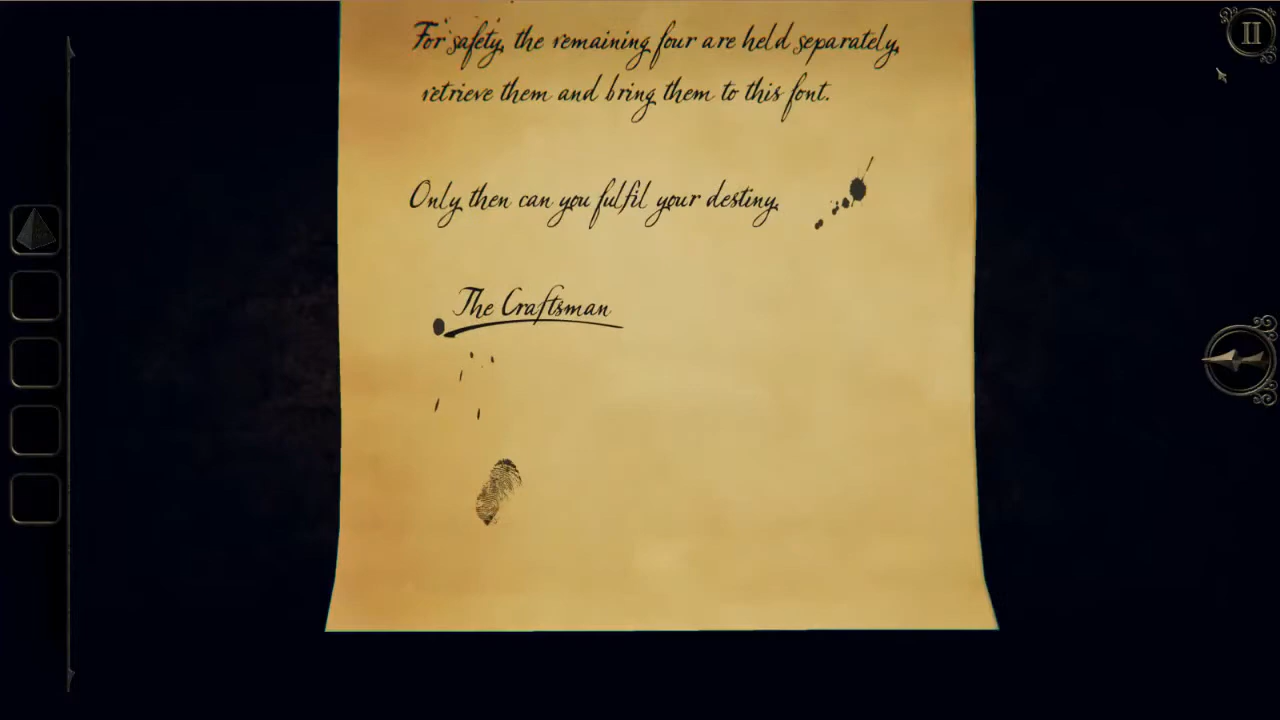 For safety, the remaining four are held separately,
retrieve them and bring them to this font.
Only then can you fulfil your destiny.
The Craftsman